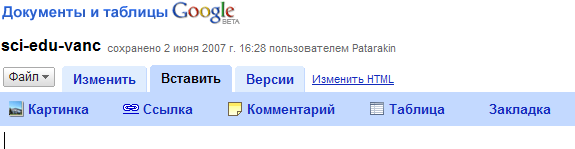 Документы и таблицы Google BETA
sci-edu-vanc сохранено 2 июня 2007 г. 16:28 пользователем Patarakin
Файл Изменить Вставить Версии Изменить HTML
Картинка Ссылка Комментарий Таблица Закладка